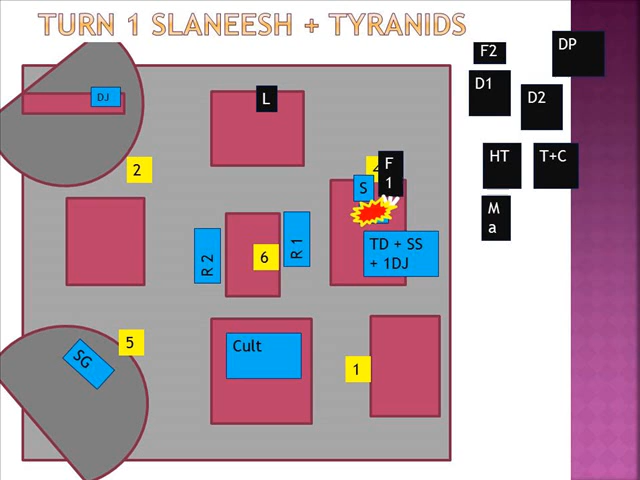 TURN 1 SLANEESH + TYRANIDS
F2
DP
D1
D2
DJ
L
2
F
1
S
HT
T+C
M
a
R 2
6
R 1
TD + SS
+ 1DJ
5
SG
Cult
1